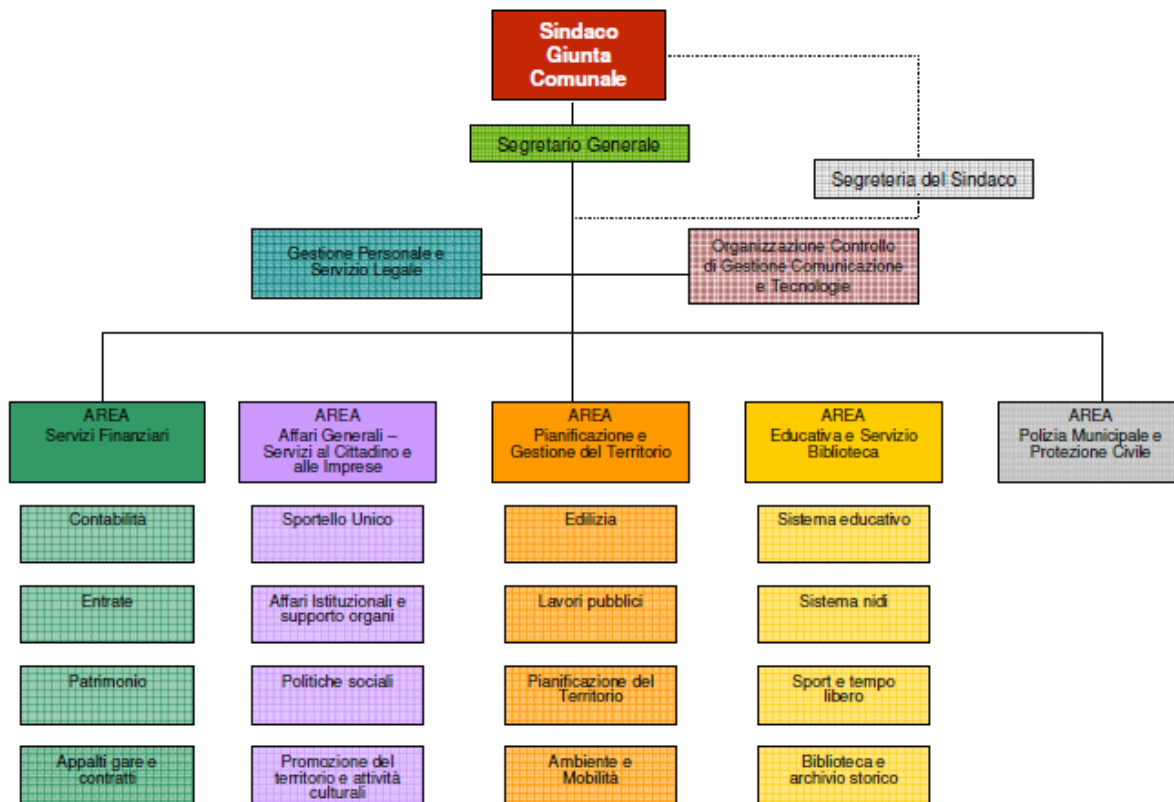 Sindaco
Giunta
Comunale
Segretario Generale
Segreteria del Sindaco
Gestione Personale e
Servizio Legale
Organizzazione Controllo
di Gestione Comunicazione
e Tecnologie
AREA
Servizi Finanziari
AREA
Affari Generali –
Servizi al Cittadino e
alle Imprese
AREA
Pianificazione e
Gestione del Territorio
AREA
Educativa e Servizio
Biblioteca
AREA
Polizia Municipale e
Protezione Civile
Contabilità
Sportello Unico
Edilizia
Sistema educativo
Entrate
Affari Istituzionali e
supporto organi
Lavori pubblici
Sistema nidi
Patrimonio
Politiche sociali
Pianificazione del
Territorio
Sport e tempo
libero
Appalti gare e
contratti
Promozione del
territorio e attività
culturali
Ambiente e
Mobilità
Biblioteca e
archivio storico